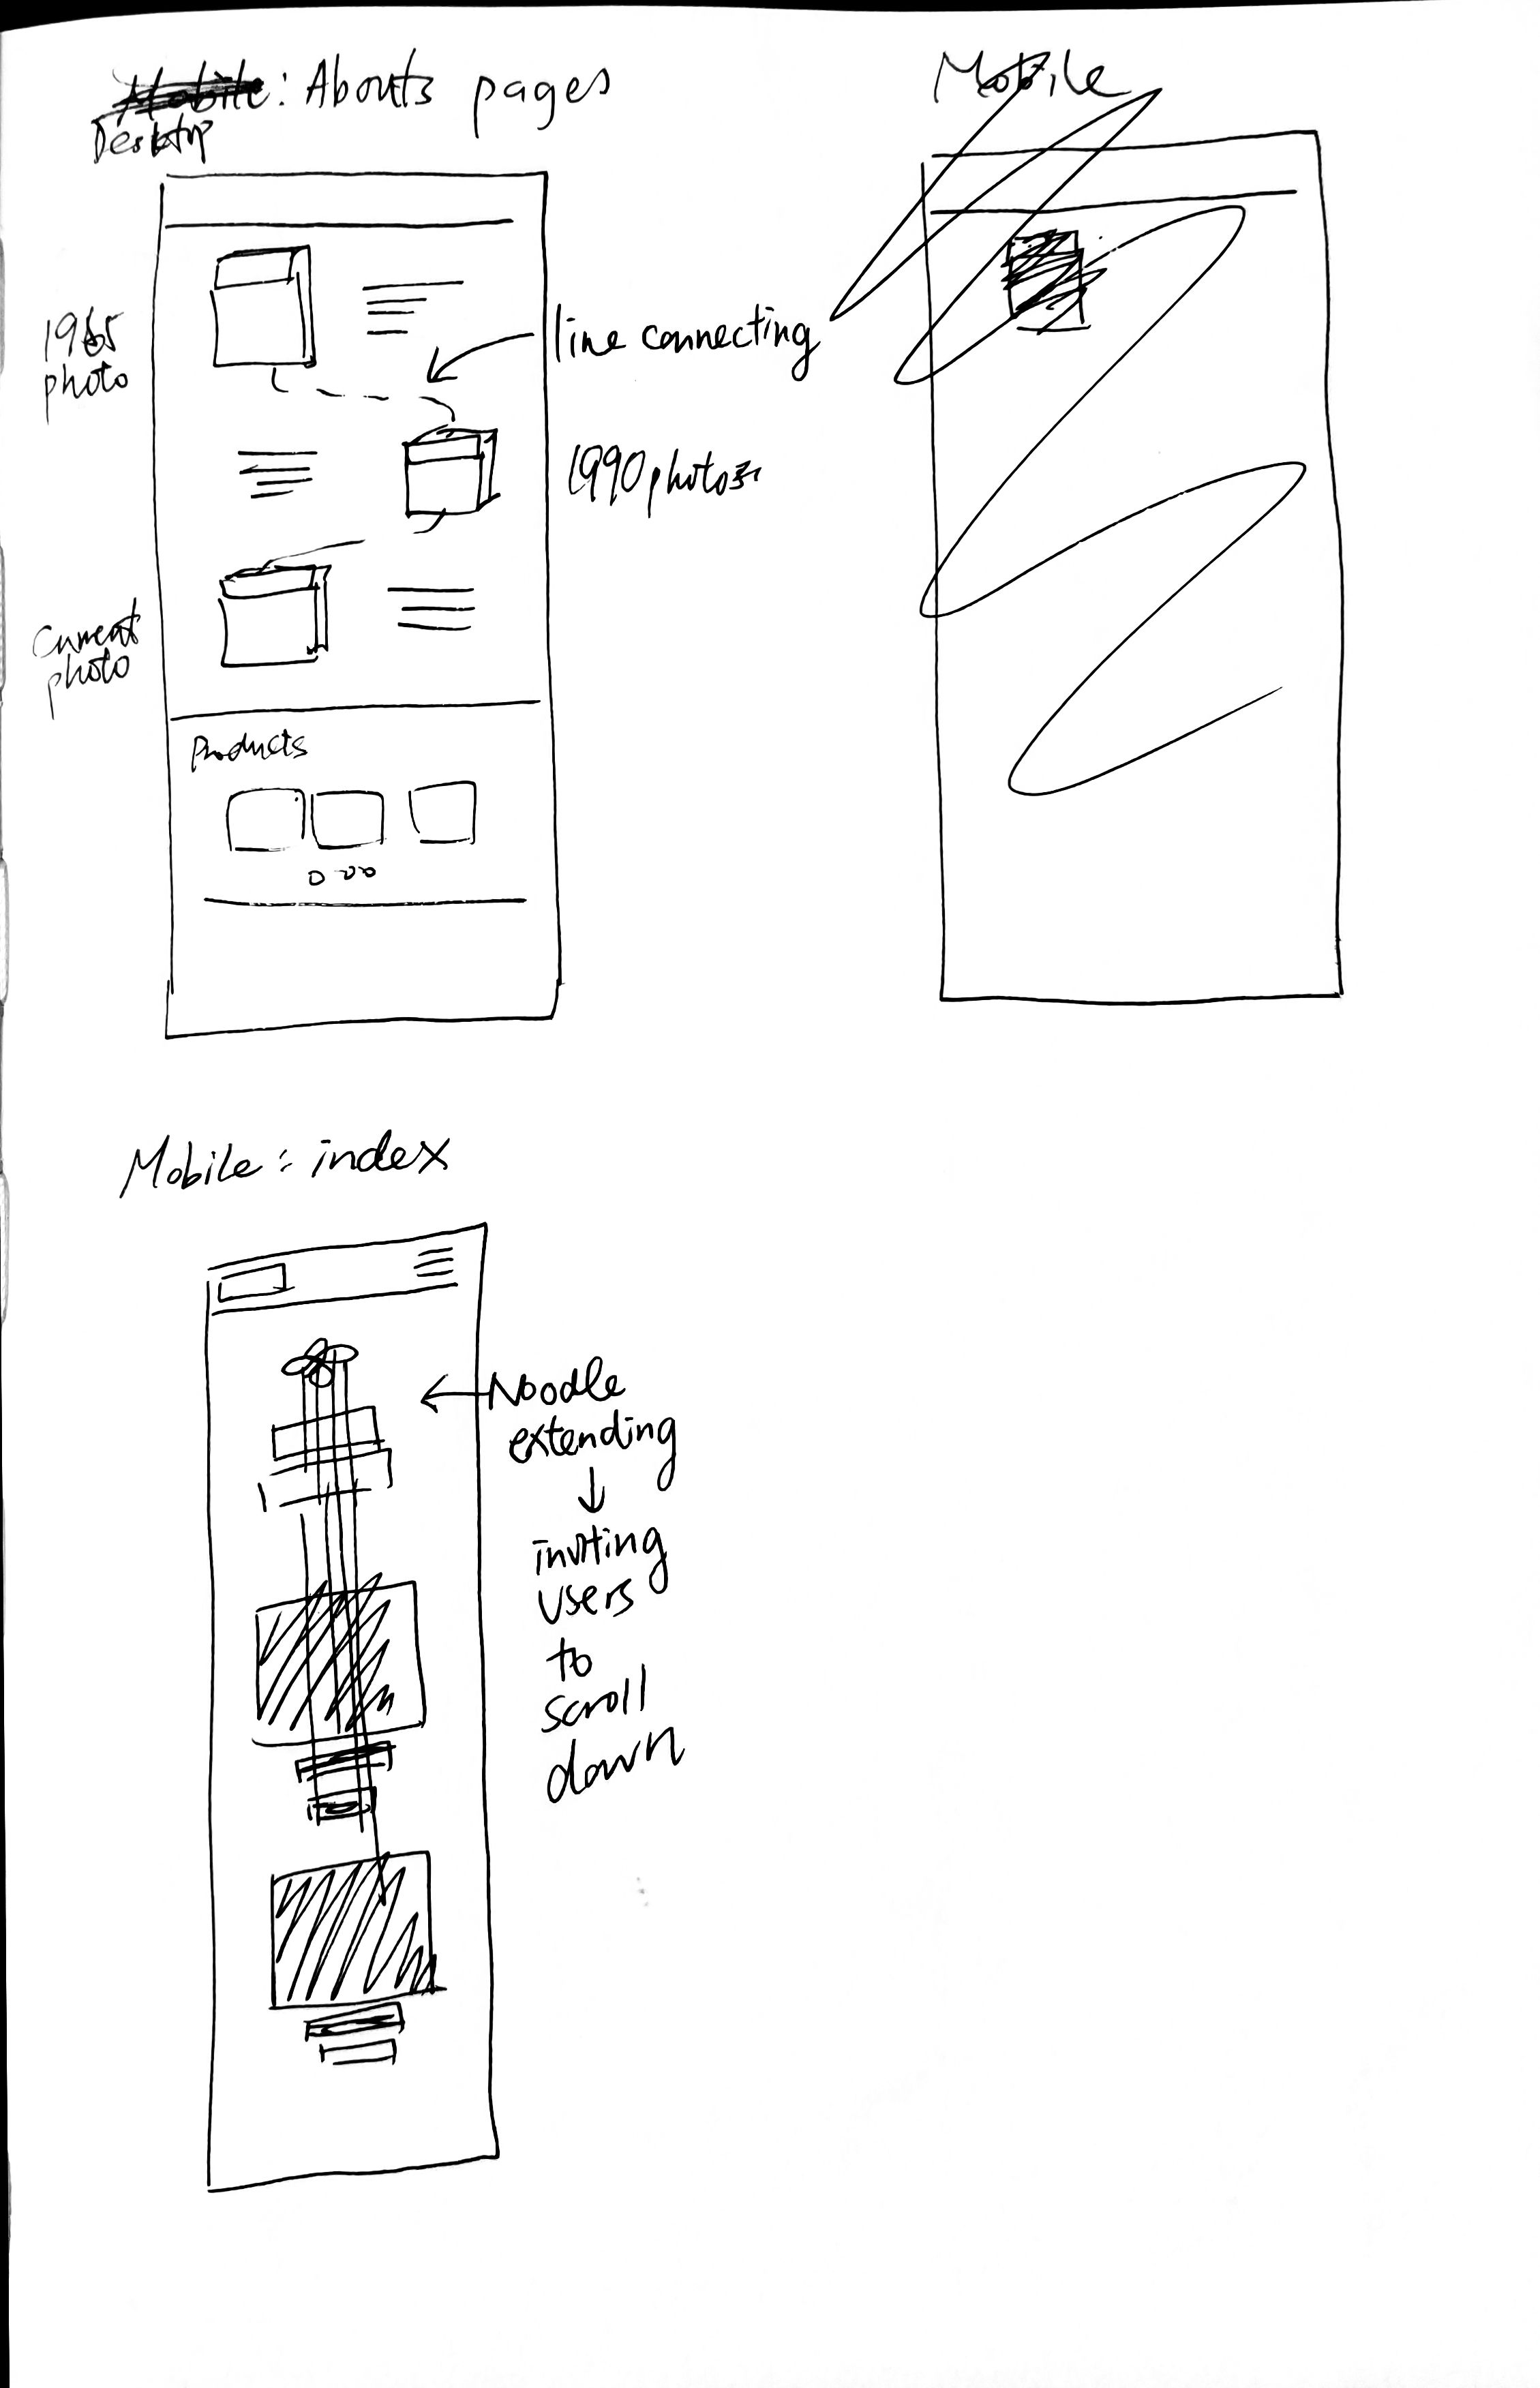 Mobile: Abouts pages
Desktop
Mobile
1965
photo
line connecting
1990 photo
Current
photo
Products
Mobile: index
Noodle
extending
↓
inviting
users
to
scroll
down